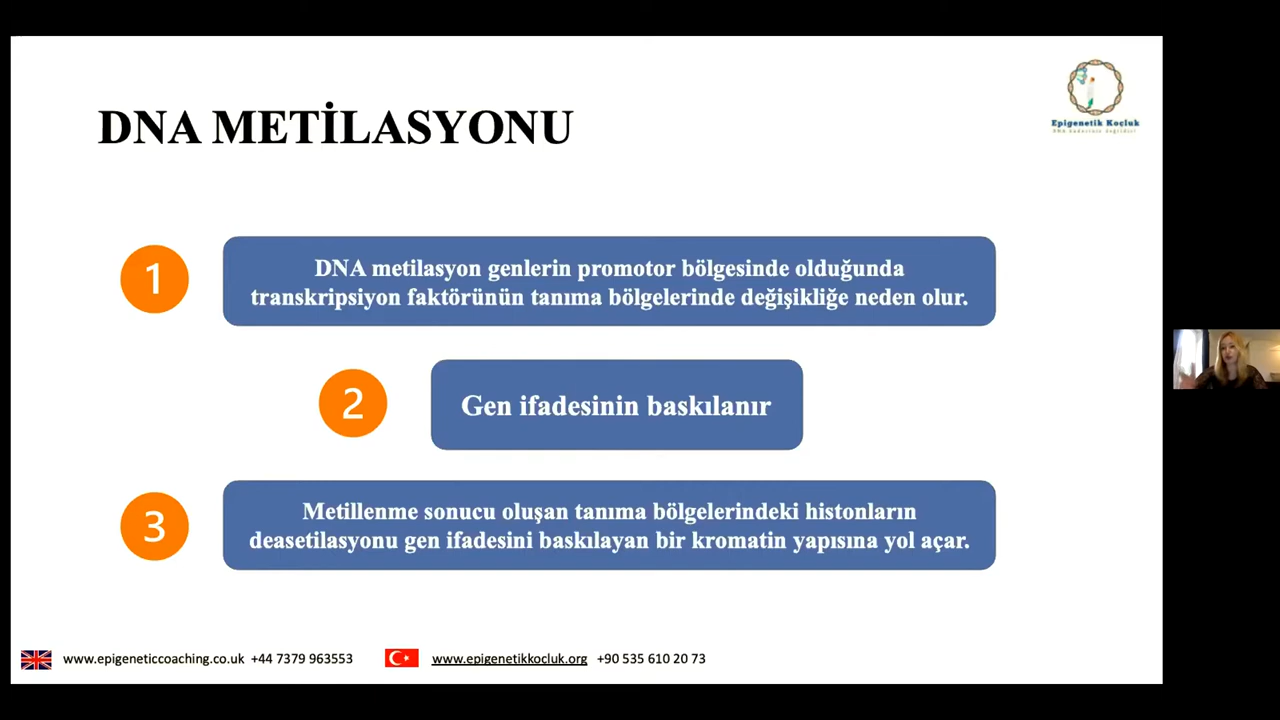 DNA METİLASYONU
Epigenetik Koçluk
1
DNA metilasyon genlerin promotor bölgesinde olduğunda
transkripsiyon faktörünün tanıma bölgelerinde değişikliğe neden olur.
2
Gen ifadesinin baskılanır
3
Metillenme sonucu oluşan tanıma bölgelerindeki histonların
deasetilasyonu gen ifadesini baskılayan bir kromatin yapısına yol açar.
www.epigeneticcoaching.co.uk +44 7379 963553
www.epigenetikkocluk.org +90 535 610 20 73